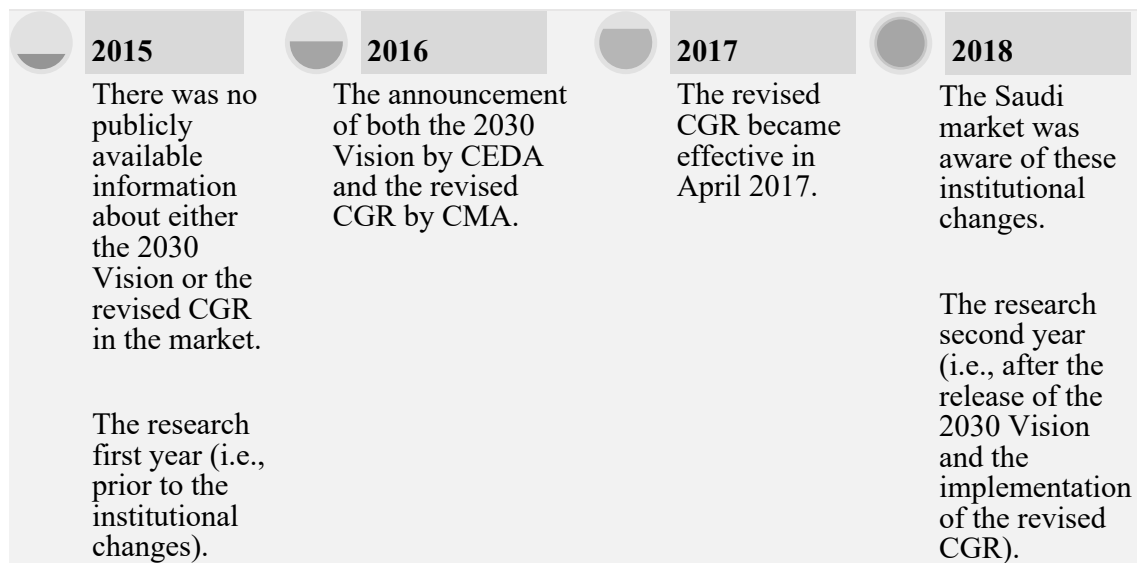 2015
There was no
publicly
available
information
about either
the 2030
Vision or the
revised CGR
in the market.
The research
first year (i.e.,
prior to the
institutional
changes).
2016
The announcement
of both the 2030
Vision by CEDA
and the revised
CGR by CMA.
2017
The revised
CGR became
effective in
April 2017.
2018
The Saudi
market was
aware of these
institutional
changes.
The research
second year
(i.e., after the
release of the
2030 Vision
and the
implementation
of the revised
CGR).